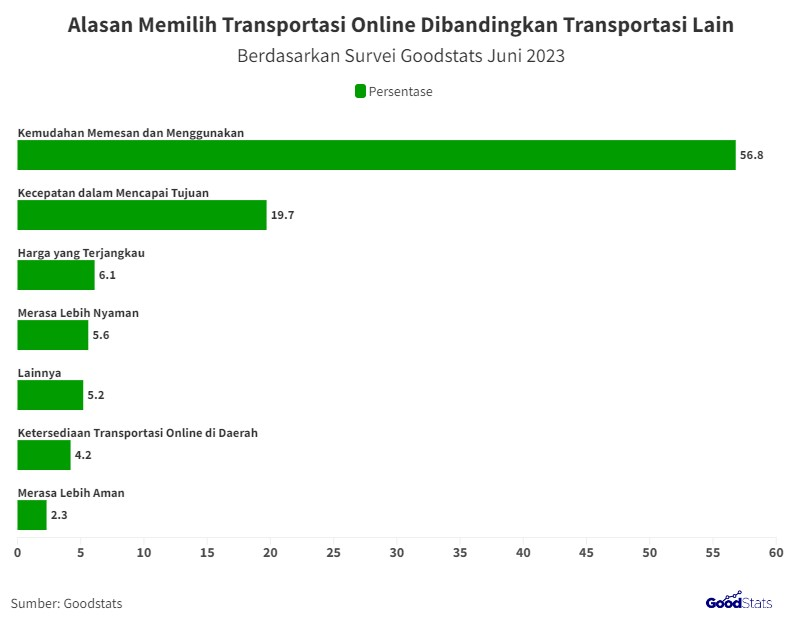 Alasan Memilih Transportasi Online Dibandingkan Transportasi Lain
Berdasarkan Survei Goodstats Juni 2023
Persentase
Kemudahan Memesan dan Menggunakan
56.8
Kecepatan dalam Mencapai Tujuan
19.7
Harga yang Terjangkau
6.1
Merasa Lebih Nyaman
5.6
Lainnya
5.2
Ketersediaan Transportasi Online di Daerah
4.2
Merasa Lebih Aman
2.3
0 5 10 15 20 25 30 35 40 45 50 55 60
Sumber: Goodstats
GoodStats